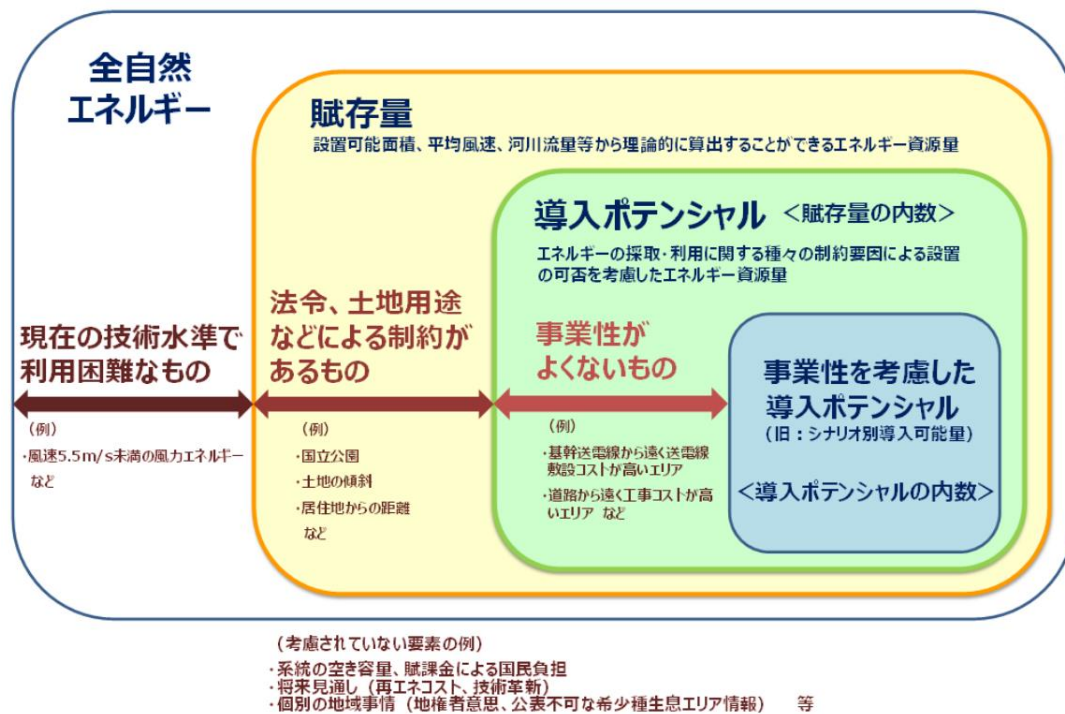 全自然
エネルギー
賦存量
設置可能面積、平均風速、河川流量等から理論的に算出することができるエネルギー資源量
導入ポテンシャル <賦存量の内数>
エネルギーの採取・利用に関する種々の制約要因による設置
の可否を考慮したエネルギー資源量
現在の技術水準で
利用困難なもの
(例)
・風速5.5m/s未満の風力エネルギー
など
法令、土地用途
などによる制約が
あるもの
(例)
・国立公園
・土地の傾斜
・居住地からの距離
など
事業性が
よくないもの
(例)
・基幹送電線から遠く送電線
敷設コストが高いエリア
・道路から遠く工事コストが高
いエリア など
事業性を考慮した
導入ポテンシャル
(旧:シナリオ別導入可能量)
<導入ポテンシャルの内数>
(考慮されていない要素の例)
・系統の空き容量、賦課金による国民負担
・将来見通し(再エネコスト、技術革新)
・個別の地域事情(地権者意思、公表不可な希少種生息エリア情報) 等